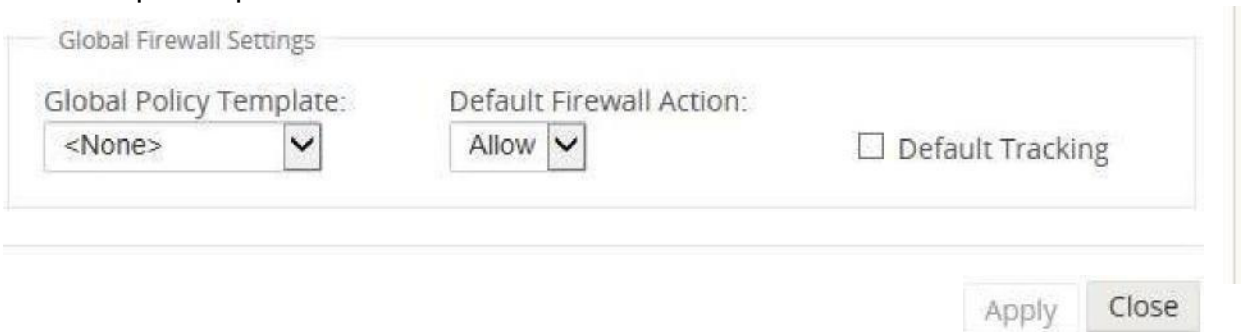 Global Firewall Settings
Global Policy Template: Default Firewall Action:
<None> Allow Default Tracking
Apply Close